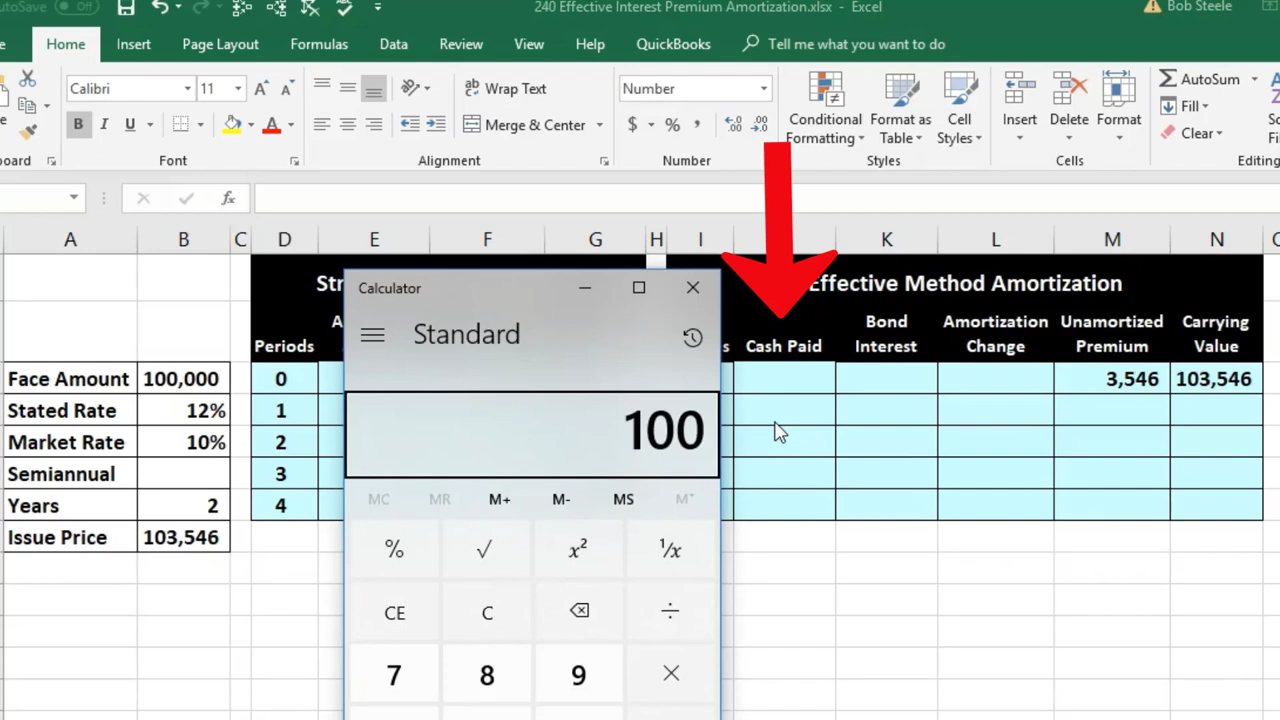 AutoSave Off 240 Effective Interest Premium Amortization.xlsx - Excel Bob Steele
Home Insert Page Layout Formulas Data Review View Help QuickBooks Tell me what you want to do
Calibri 11 Wrap Text Number AutoSum
B I U Merge & Center $ % , Conditional Formatting Format as Table Cell Styles Insert Delete Format Fill Clear
Font Alignment Number Styles Cells Editing
fx
A B C D E F G H I K L M N
Effective Method Amortization
Periods Cash Paid Bond Interest Amortization Change Unamortized Premium Carrying Value
Face Amount 100,000 0 3,546 103,546
Stated Rate 12% 1
Market Rate 10% 2
Semiannual 3
Years 2 4
Issue Price 103,546
Calculator
Standard
100
MC MR M+ M- MS M˅
% √ x² ¹/x
CE C ÷
7 8 9 ×